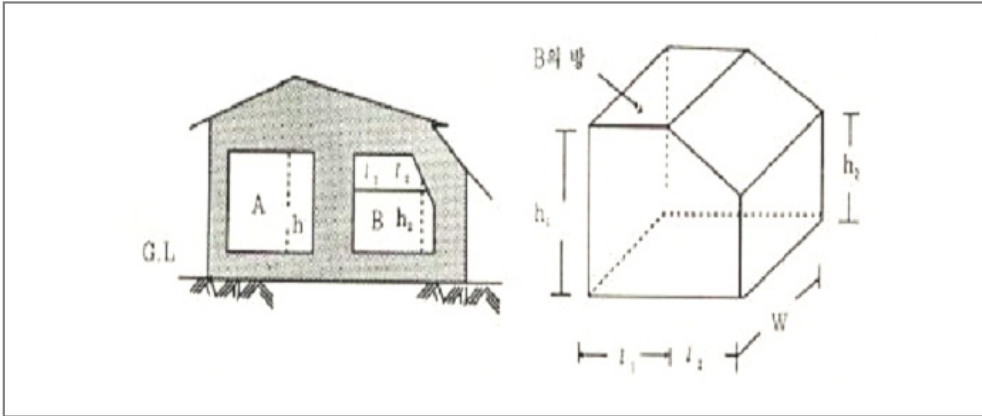 B의 방
A
h
l₁ l₂
B h₂
G.L
h₁
h₂
W
l₁ l₂